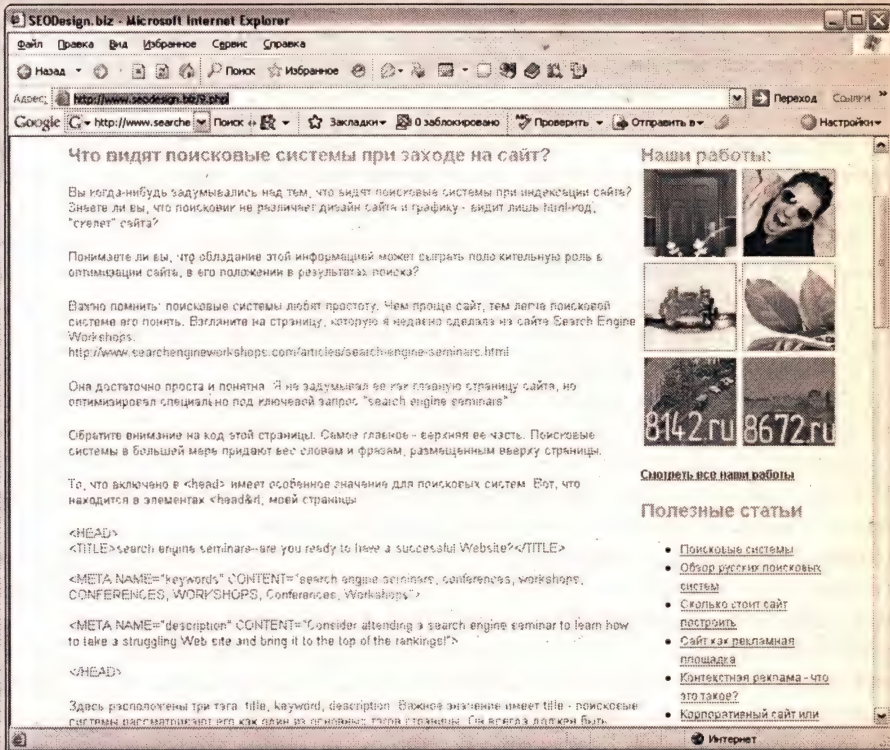 SEODesign.biz - Microsoft Internet Explorer
Файл Правка Вид Избранное Сервис Справка
Назад Поиск Избранное
Адрес: http://www.seodesign.biz/9.php Переход Ссылки »
Google http://www.searche Поиск Закладки 0 заблокировано Проверить Отправить в Настройки
Что видят поисковые системы при заходе на сайт?
Вы когда-нибудь задумывались над тем, что видят поисковые системы при индексации сайта?
Знаете ли вы, что поисковик не различает дизайн сайта и графику - видит лишь html-код,
"скелет" сайта?
Понимаете ли вы, что обладание этой информацией может сыграть положительную роль в
оптимизации сайта, в его положении в результатах поиска?
Важно помнить: поисковые системы любят простоту. Чем проще сайт, тем легче поисковой
системе его понять. Взгляните на страницу, которую я недавно сделала на сайте Search Engine
Workshops.
http://www.searchengineworkshops.com/articles/search-engine-seminars.html
Она достаточно проста и понятна. Я не задумывал ее как главную страницу сайта, но
оптимизировал специально под ключевой запрос "search engine seminars"
Обратите внимание на код этой страницы. Самое главное - верхняя ее часть. Поисковые
системы в большей мере придают вес словам и фразам, размещенным вверху страницы.
То, что включено в <head> имеет особенное значение для поисковых систем. Вот, что
находится в элементах <head&rl; моей страницы
<HEAD>
<TITLE>search engine seminars--are you ready to have a successful Website?</TITLE>
<META NAME="keywords" CONTENT="search engine seminars, conferences, workshops,
CONFERENCES, WORKSHOPS, Conferences, Workshops">
<META NAME="description" CONTENT="Consider attending a search engine seminar to learn how
to take a struggling Web site and bring it to the top of the rankings!">
</HEAD>
Здесь расположены три тэга: title, keyword, description. Важное значение имеет title - поисковые
системы рассматривают его как один из основных тэгов страницы. Он всегда должен быть
Наши работы:
8142.ru 8672.ru
Смотреть все наши работы
Полезные статьи
Поисковые системы
Обзор русских поисковых
систем
Сколько стоит сайт
построить
Сайт как рекламная
площадка
Контекстная реклама - что
это такое?
Корпоративный сайт или
Интернет